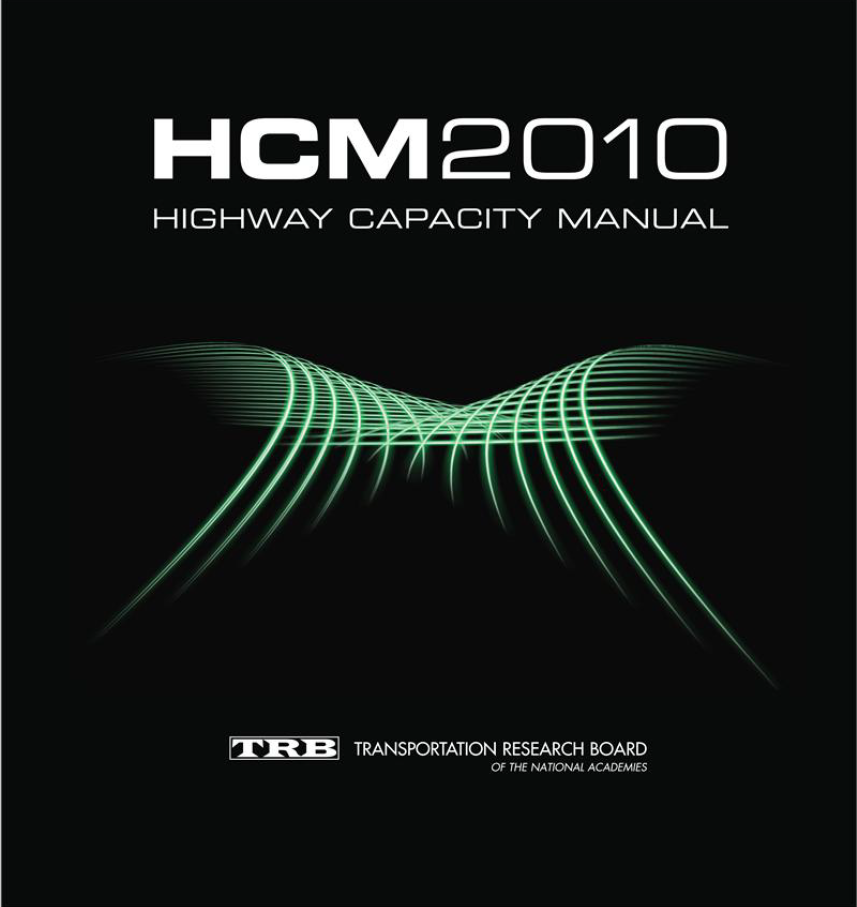 HCM2010
HIGHWAY CAPACITY MANUAL
TRB TRANSPORTATION RESEARCH BOARD
OF THE NATIONAL ACADEMIES